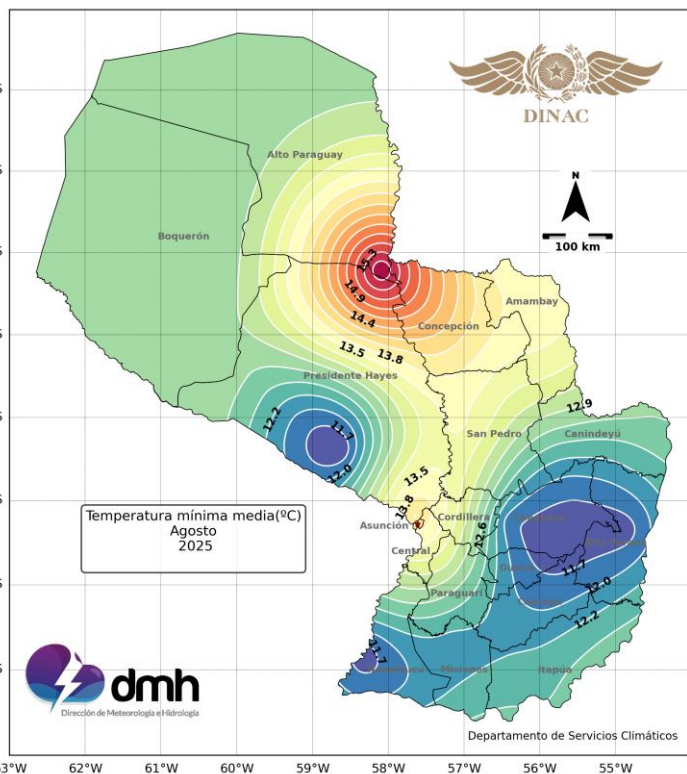 DINAC
N
100 km
Alto Paraguay
Boquerón
15.3
14.9
14.4
13.8
13.5
Amambay
Concepción
Presidente Hayes
12.9
12.2
11.7
12.0
San Pedro
Canindeyú
13.5
13.8
Asunción
Cordillera
12.6
Central
Paraguarí
11.7
12.0
12.2
11.7
Misiones
Itapúa
Temperatura mínima media(ºC)
Agosto
2025
dmh
Dirección de Meteorología e Hidrología
Departamento de Servicios Climáticos
62°W 61°W 60°W 59°W 58°W 57°W 56°W 55°W